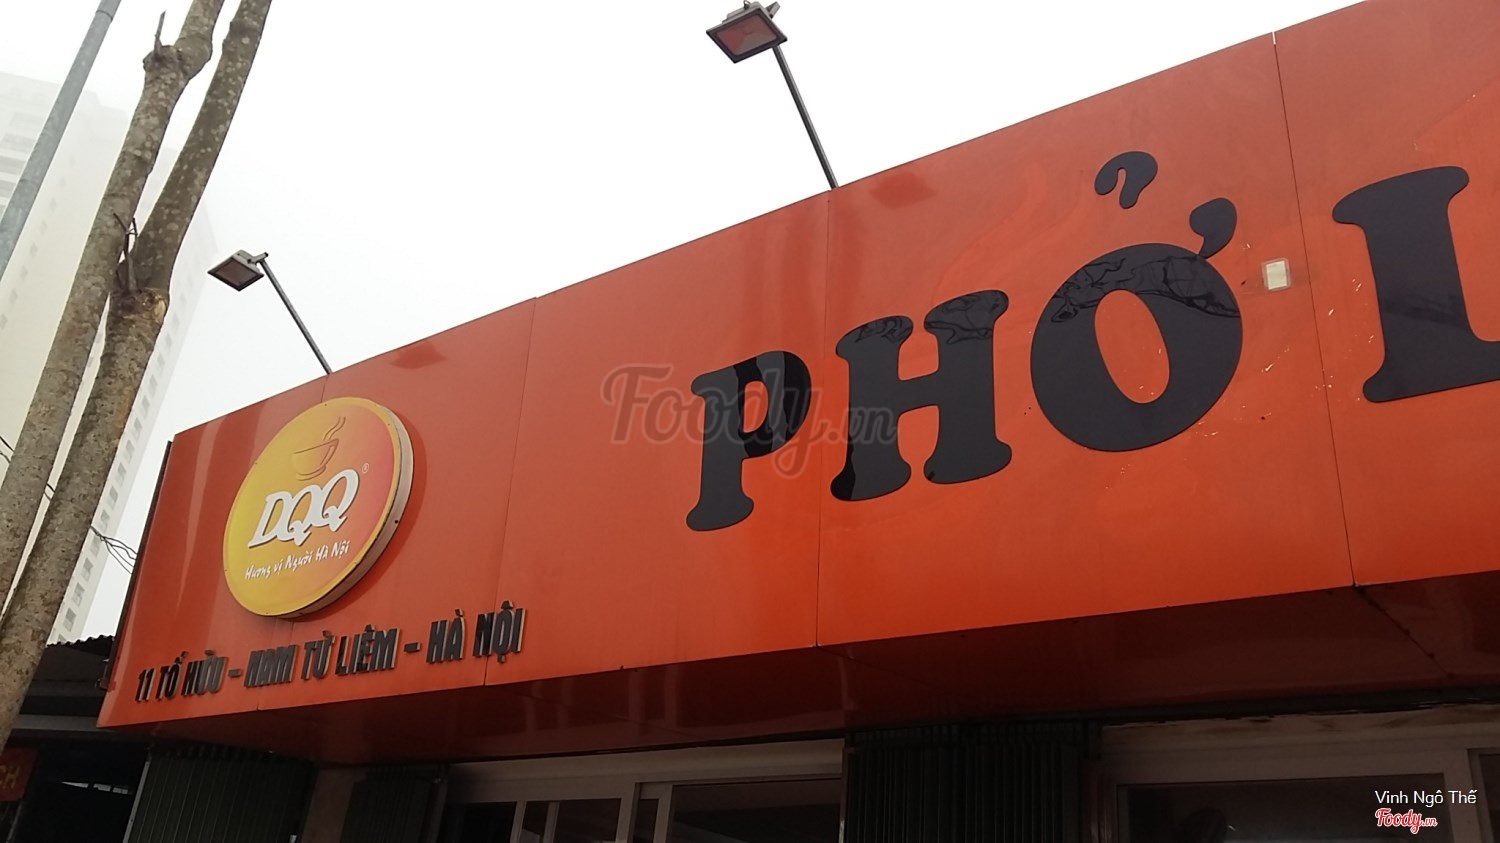 PHỞ L
DQQ®
Hương vị Người Hà Nội
11 TỐ HỮU - NAM TỪ LIÊM - HÀ NỘI
Foody.vn
CH
Vinh Ngô Thế
Foody.vn